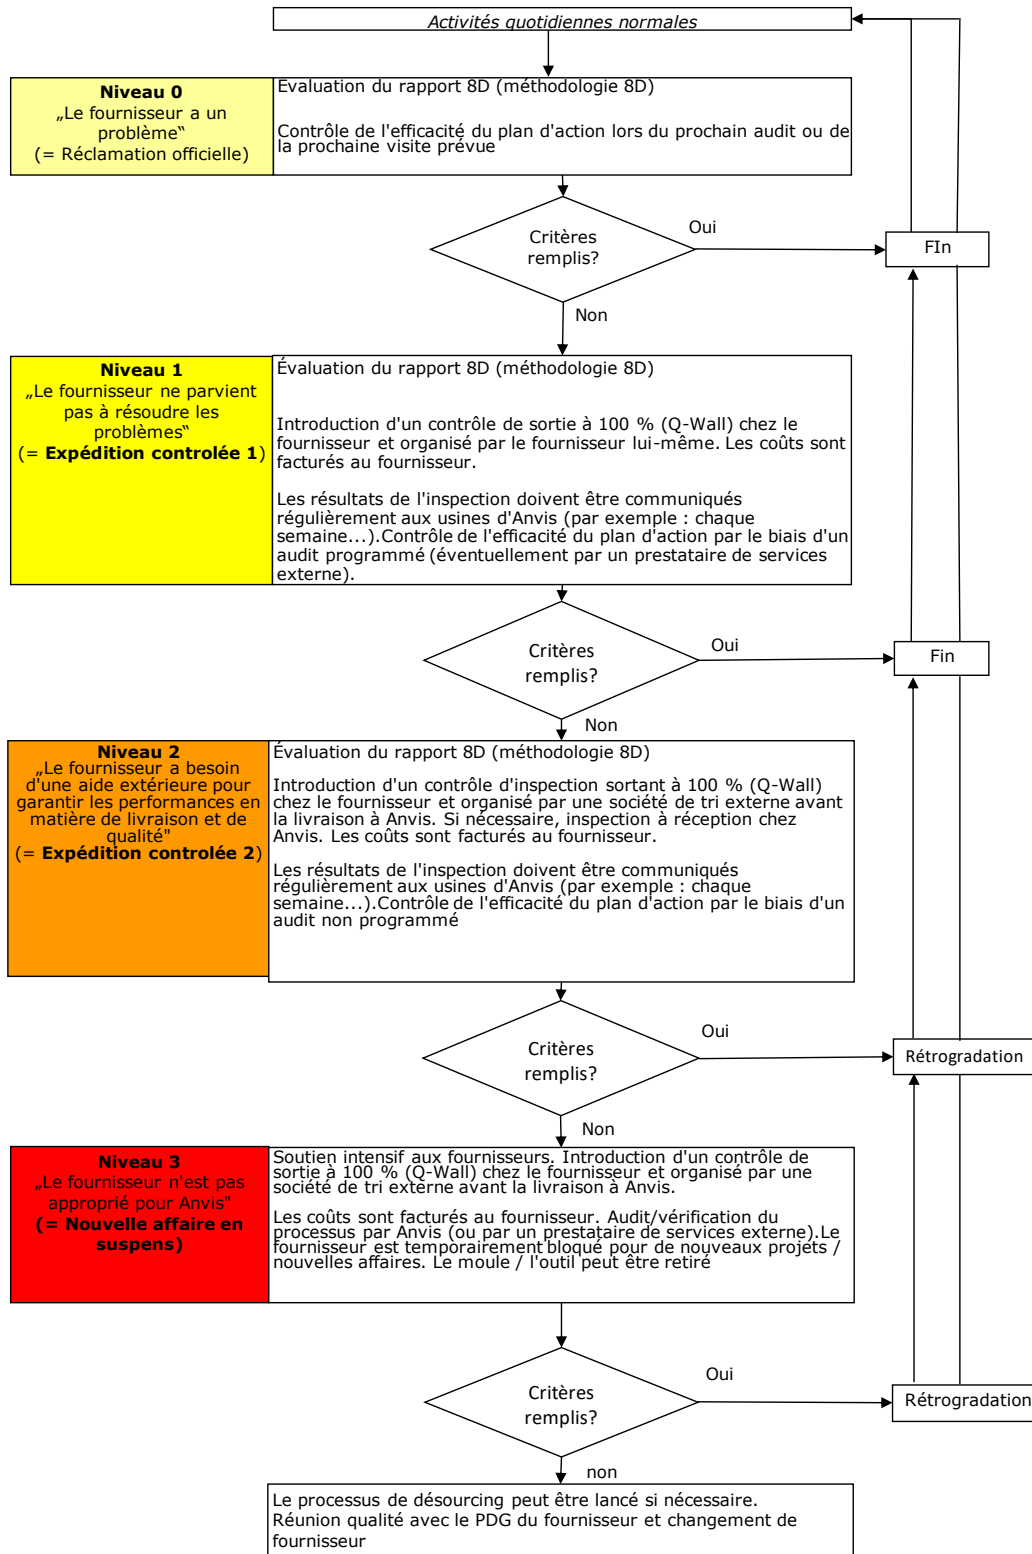 Activités quotidiennes normales
Niveau 0
„Le fournisseur a un
problème“
(= Réclamation officielle)
Evaluation du rapport 8D (méthodologie 8D)
Contrôle de l'efficacité du plan d'action lors du prochain audit ou de
la prochaine visite prévue
Critères
remplis?
Oui
FIn
Non
Niveau 1
„Le fournisseur ne parvient
pas à résoudre les
problèmes“
(= Expédition controlée 1)
Évaluation du rapport 8D (méthodologie 8D)
Introduction d'un contrôle de sortie à 100 % (Q-Wall) chez le
fournisseur et organisé par le fournisseur lui-même. Les coûts sont
facturés au fournisseur.
Les résultats de l'inspection doivent être communiqués
régulièrement aux usines d'Anvis (par exemple : chaque
semaine...).Contrôle de l'efficacité du plan d'action par le biais d'un
audit programmé (éventuellement par un prestataire de services
externe).
Critères
remplis?
Oui
Fin
Non
Niveau 2
„Le fournisseur a besoin
d'une aide extérieure pour
garantir les performances en
matière de livraison et de
qualité"
(= Expédition controlée 2)
Évaluation du rapport 8D (méthodologie 8D)
Introduction d'un contrôle d'inspection sortant à 100 % (Q-Wall)
chez le fournisseur et organisé par une société de tri externe avant
la livraison à Anvis. Si nécessaire, inspection à réception chez
Anvis. Les coûts sont facturés au fournisseur.
Les résultats de l'inspection doivent être communiqués
régulièrement aux usines d'Anvis (par exemple : chaque
semaine...).Contrôle de l'efficacité du plan d'action par le biais d'un
audit non programmé
Critères
remplis?
Oui
Rétrogradation
Non
Niveau 3
„Le fournisseur n'est pas
approprié pour Anvis"
(= Nouvelle affaire en
suspens)
Soutien intensif aux fournisseurs. Introduction d'un contrôle de
sortie à 100 % (Q-Wall) chez le fournisseur et organisé par une
société de tri externe avant la livraison à Anvis.
Les coûts sont facturés au fournisseur. Audit/vérification du
processus par Anvis (ou par un prestataire de services externe).Le
fournisseur est temporairement bloqué pour de nouveaux projets /
nouvelles affaires. Le moule / l'outil peut être retiré
Critères
remplis?
Oui
Rétrogradation
non
Le processus de désourcing peut être lancé si nécessaire.
Réunion qualité avec le PDG du fournisseur et changement de
fournisseur